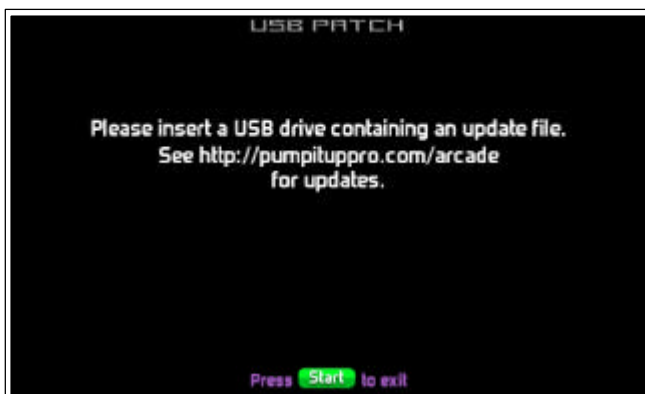 USB PATCH
Please insert a USB drive containing an update file.
See http://pumpituppro.com/arcade
for updates.
Press Start to exit